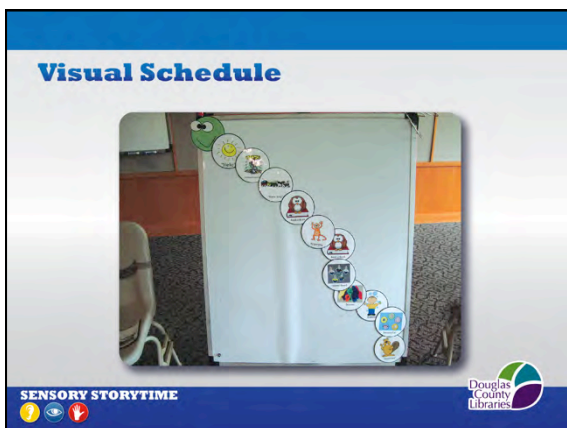 Visual Schedule
SENSORY STORYTIME
Douglas
County
Libraries